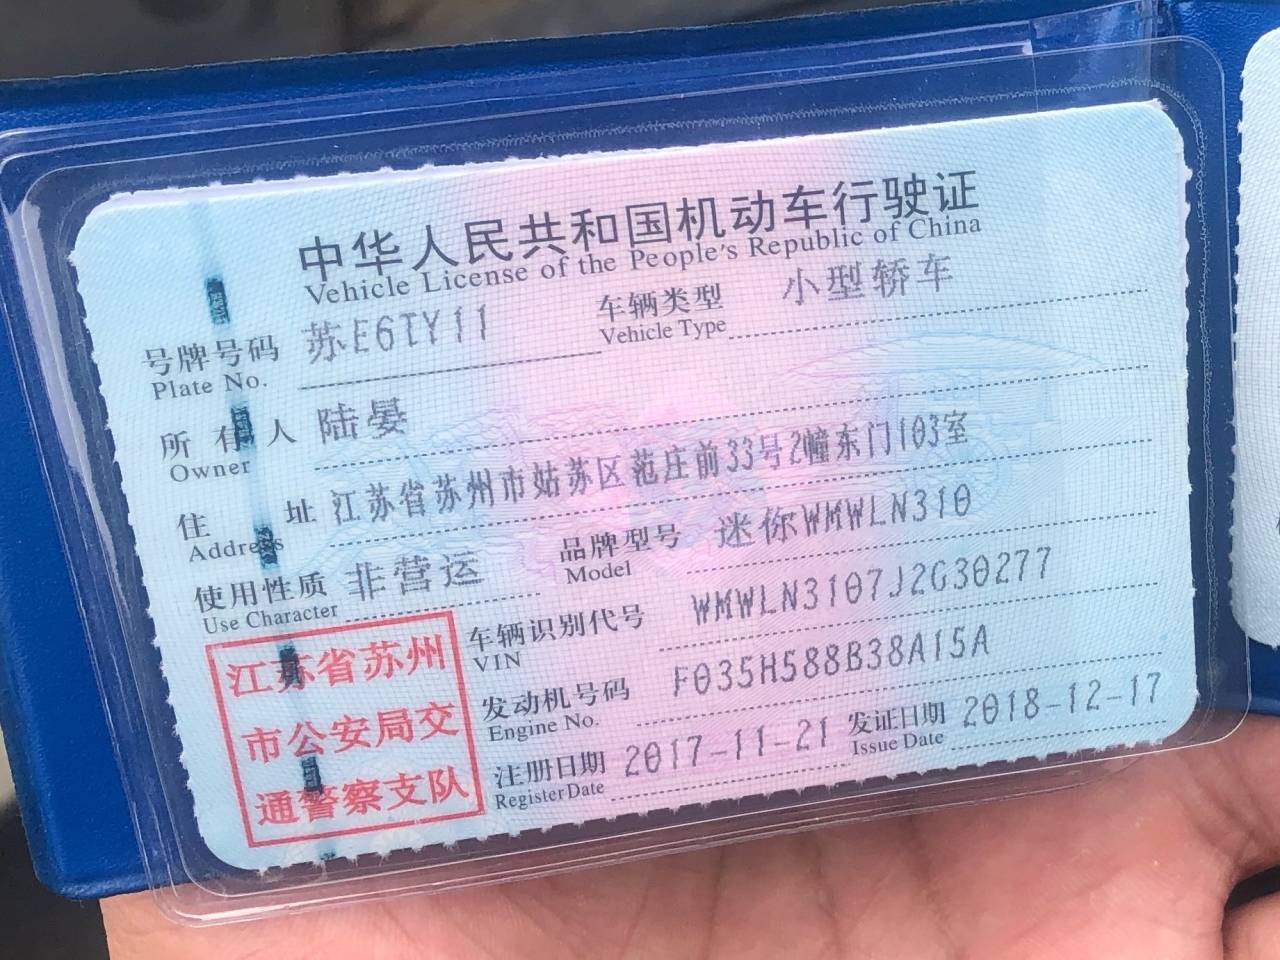 中华人民共和国机动车行驶证
Vehicle License of the People's Republic of China
号牌号码 苏E6TY11 车辆类型 小型轿车
Plate No. Vehicle Type
所有人 陆晏
Owner
住址 江苏省苏州市姑苏区范庄前33号2幢东门103室
Address
使用性质 非营运 品牌型号 迷你WMWLN310
Use Character Model
车辆识别代号 WMWLN3107J2G30277
VIN
发动机号码 F035H588B38A15A
Engine No.
注册日期 2017-11-21 发证日期 2018-12-17
Register Date Issue Date
江苏省苏州
市公安局交
通警察支队